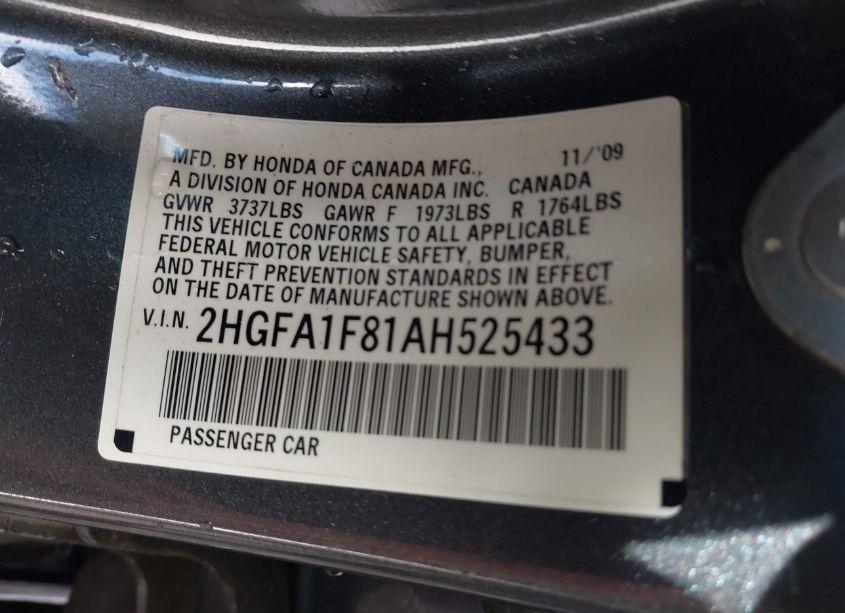 MFD. BY HONDA OF CANADA MFG., 11/'09
A DIVISION OF HONDA CANADA INC. CANADA
GVWR 3737LBS GAWR F 1973LBS R 1764LBS
THIS VEHICLE CONFORMS TO ALL APPLICABLE
FEDERAL MOTOR VEHICLE SAFETY, BUMPER,
AND THEFT PREVENTION STANDARDS IN EFFECT
ON THE DATE OF MANUFACTURE SHOWN ABOVE.
V.I.N. 2HGFA1F81AH525433
PASSENGER CAR